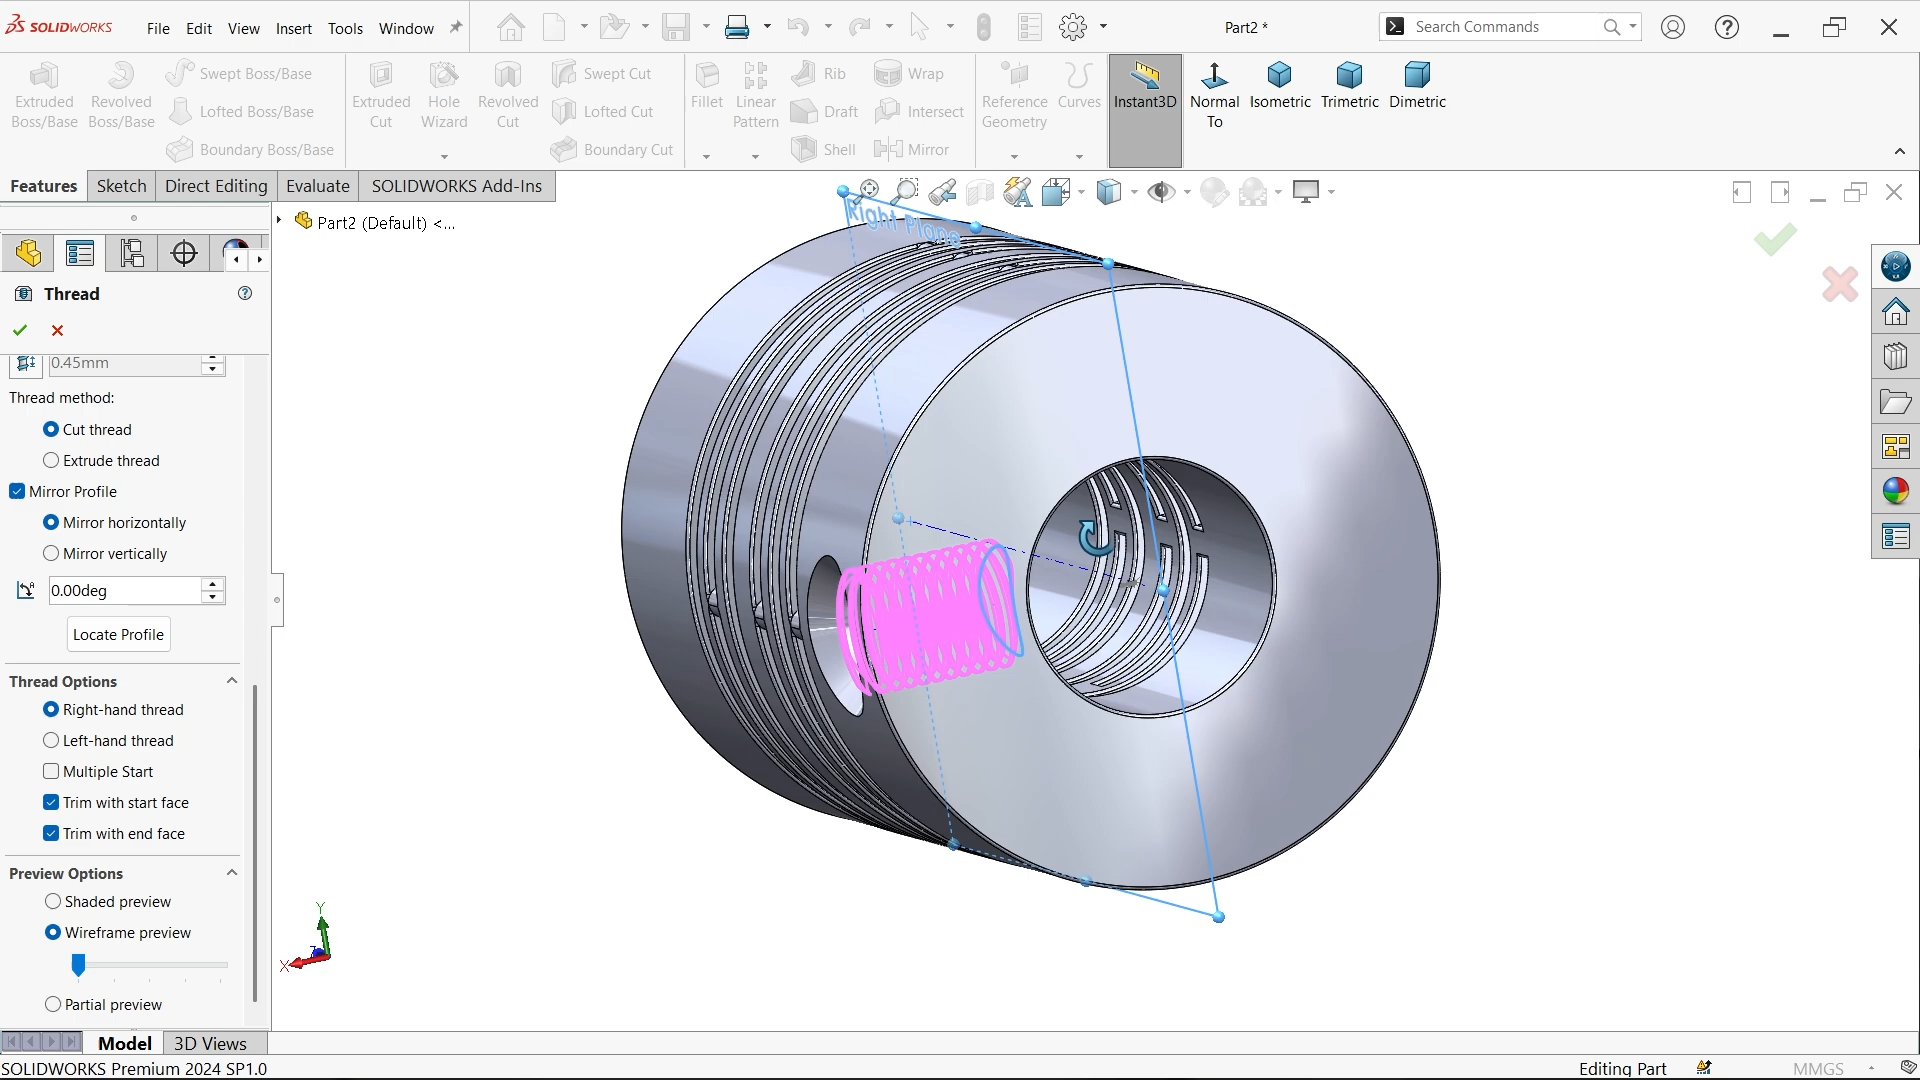 SOLIDWORKS File Edit View Insert Tools Window Part2 * Search Commands
Extruded Boss/Base
Revolved Boss/Base
Swept Boss/Base
Lofted Boss/Base
Boundary Boss/Base
Extruded Cut
Hole Wizard
Revolved Cut
Swept Cut
Lofted Cut
Boundary Cut
Fillet
Linear Pattern
Rib
Draft
Shell
Wrap
Intersect
Mirror
Reference Geometry
Curves
Instant3D
Normal To
Isometric
Trimetric
Dimetric
Features Sketch Direct Editing Evaluate SOLIDWORKS Add-Ins
Part2 (Default) <...
Right Plane
Thread
0.45mm
Thread method:
Cut thread
Extrude thread
Mirror Profile
Mirror horizontally
Mirror vertically
0.00deg
Locate Profile
Thread Options
Right-hand thread
Left-hand thread
Multiple Start
Trim with start face
Trim with end face
Preview Options
Shaded preview
Wireframe preview
Partial preview
Y
Z
X
Model 3D Views
SOLIDWORKS Premium 2024 SP1.0 Editing Part MMGS